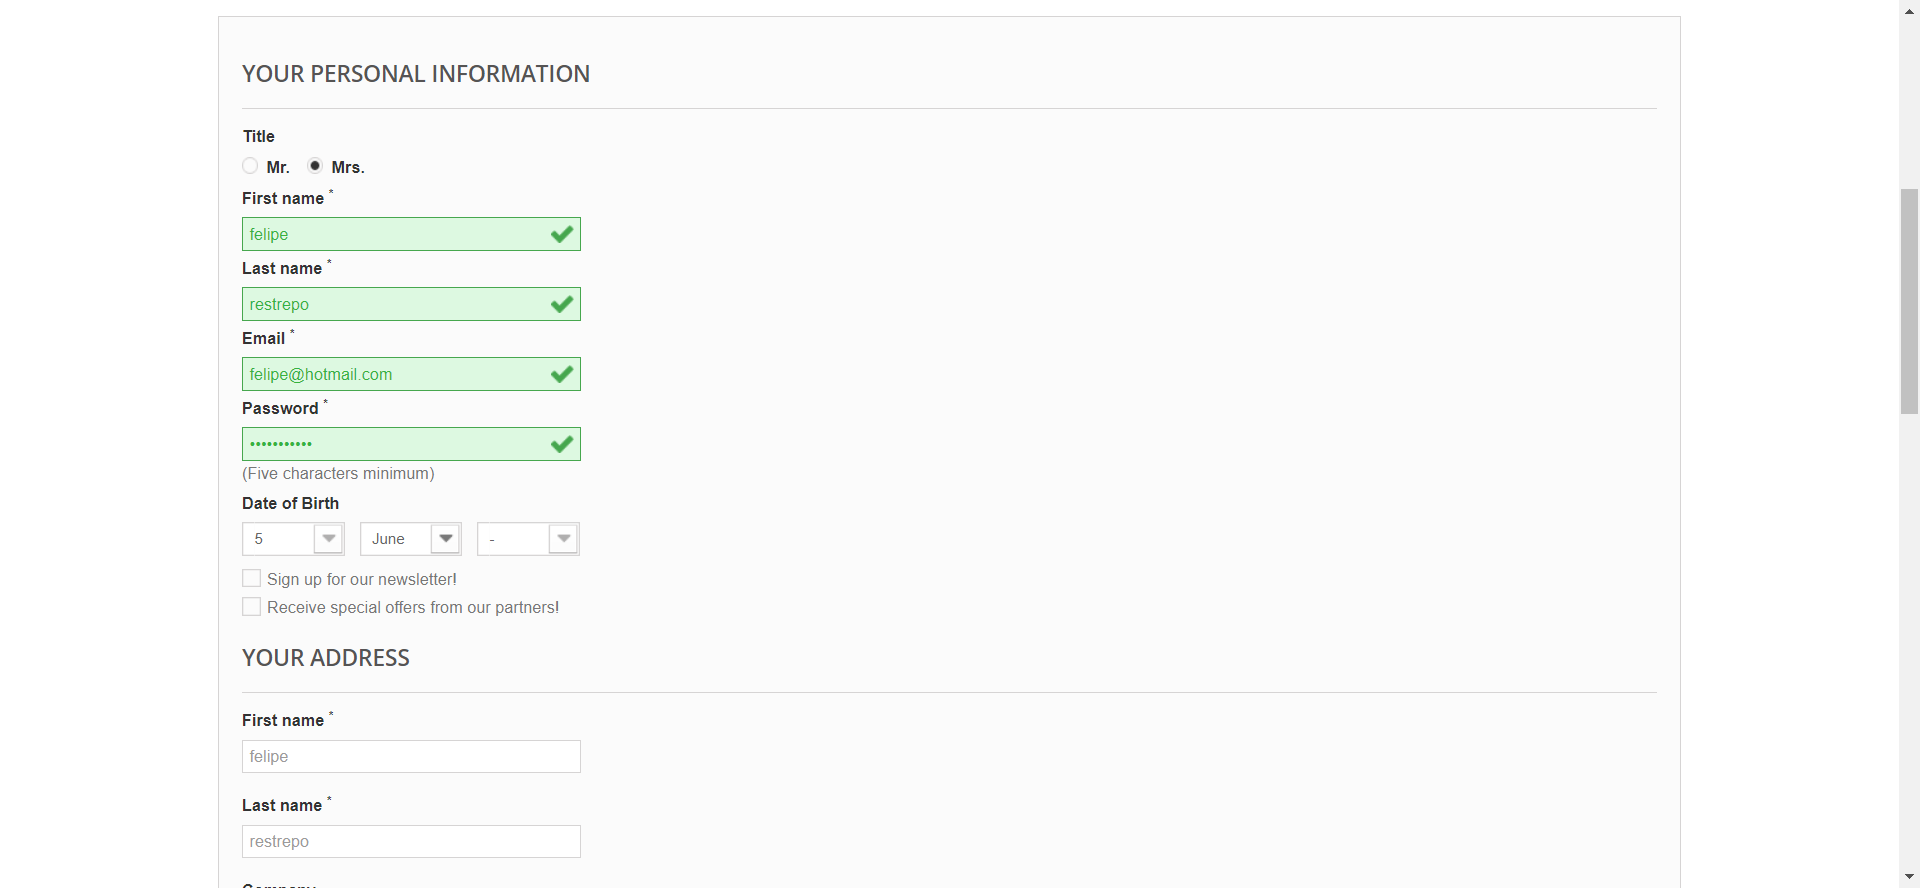 YOUR PERSONAL INFORMATION
Title
Mr. Mrs.
First name *
felipe
Last name *
restrepo
Email *
felipe@hotmail.com
Password *
•••••••••••
(Five characters minimum)
Date of Birth
5 June -
Sign up for our newsletter!
Receive special offers from our partners!
YOUR ADDRESS
First name *
felipe
Last name *
restrepo